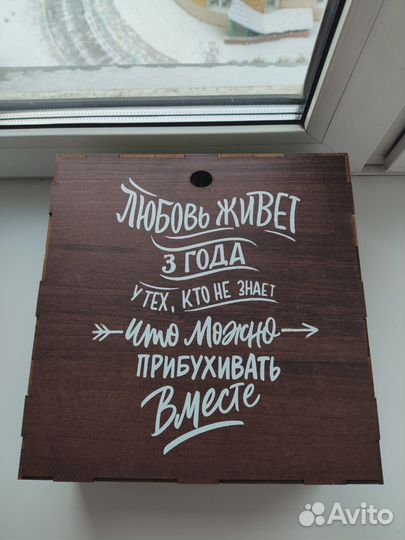 ЛЮБОВЬ ЖИВЕТ
3 ГОДА
У ТЕХ, КТО НЕ ЗНАЕТ
что можно
ПРИБУХИВАТЬ
Вместе
Avito